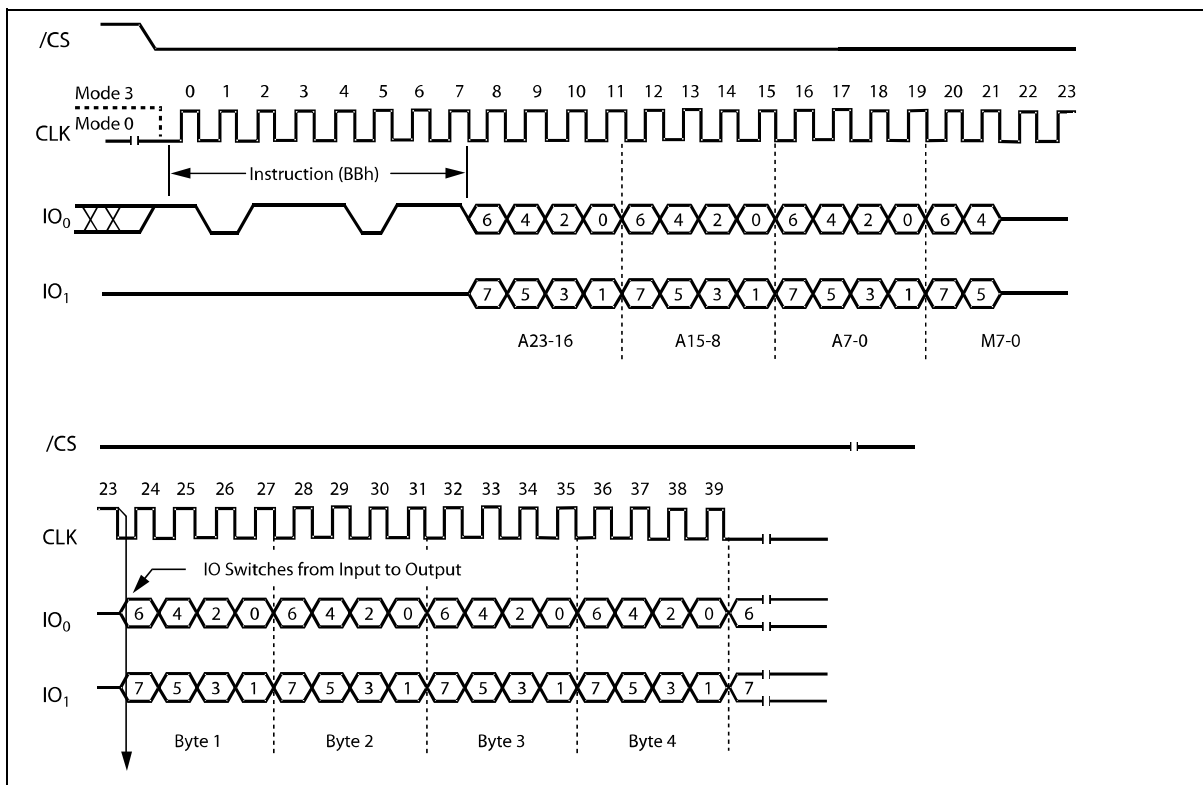 /CS
Mode 3
0 1 2 3 4 5 6 7 8 9 10 11 12 13 14 15 16 17 18 19 20 21 22 23
CLK
Mode 0
Instruction (BBh)
IO0
6 4 2 0 6 4 2 0 6 4 2 0 6 4
IO1
7 5 3 1 7 5 3 1 7 5 3 1 7 5
A23-16 A15-8 A7-0 M7-0
/CS
23 24 25 26 27 28 29 30 31 32 33 34 35 36 37 38 39
CLK
IO Switches from Input to Output
IO0
6 4 2 0 6 4 2 0 6 4 2 0 6 4 2 0 6
IO1
7 5 3 1 7 5 3 1 7 5 3 1 7 5 3 1 7
Byte 1 Byte 2 Byte 3 Byte 4